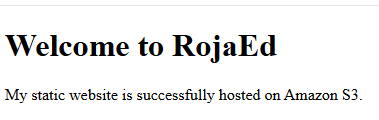 Welcome to RojaEd
My static website is successfully hosted on Amazon S3.